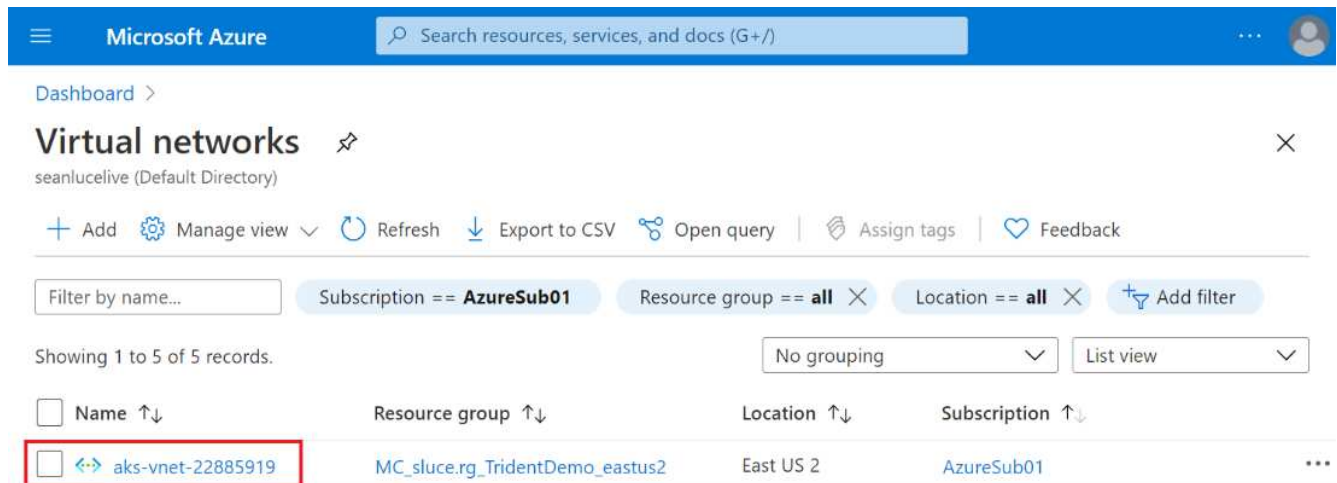 Microsoft Azure Search resources, services, and docs (G+/) ...
Dashboard >
Virtual networks
seanlucelive (Default Directory)
Add Manage view Refresh Export to CSV Open query Assign tags Feedback
Filter by name... Subscription == AzureSub01 Resource group == all Location == all Add filter
Showing 1 to 5 of 5 records. No grouping List view
Name ↑↓ Resource group ↑↓ Location ↑↓ Subscription ↑↓
aks-vnet-22885919 MC_sluce.rg_TridentDemo_eastus2 East US 2 AzureSub01 ...